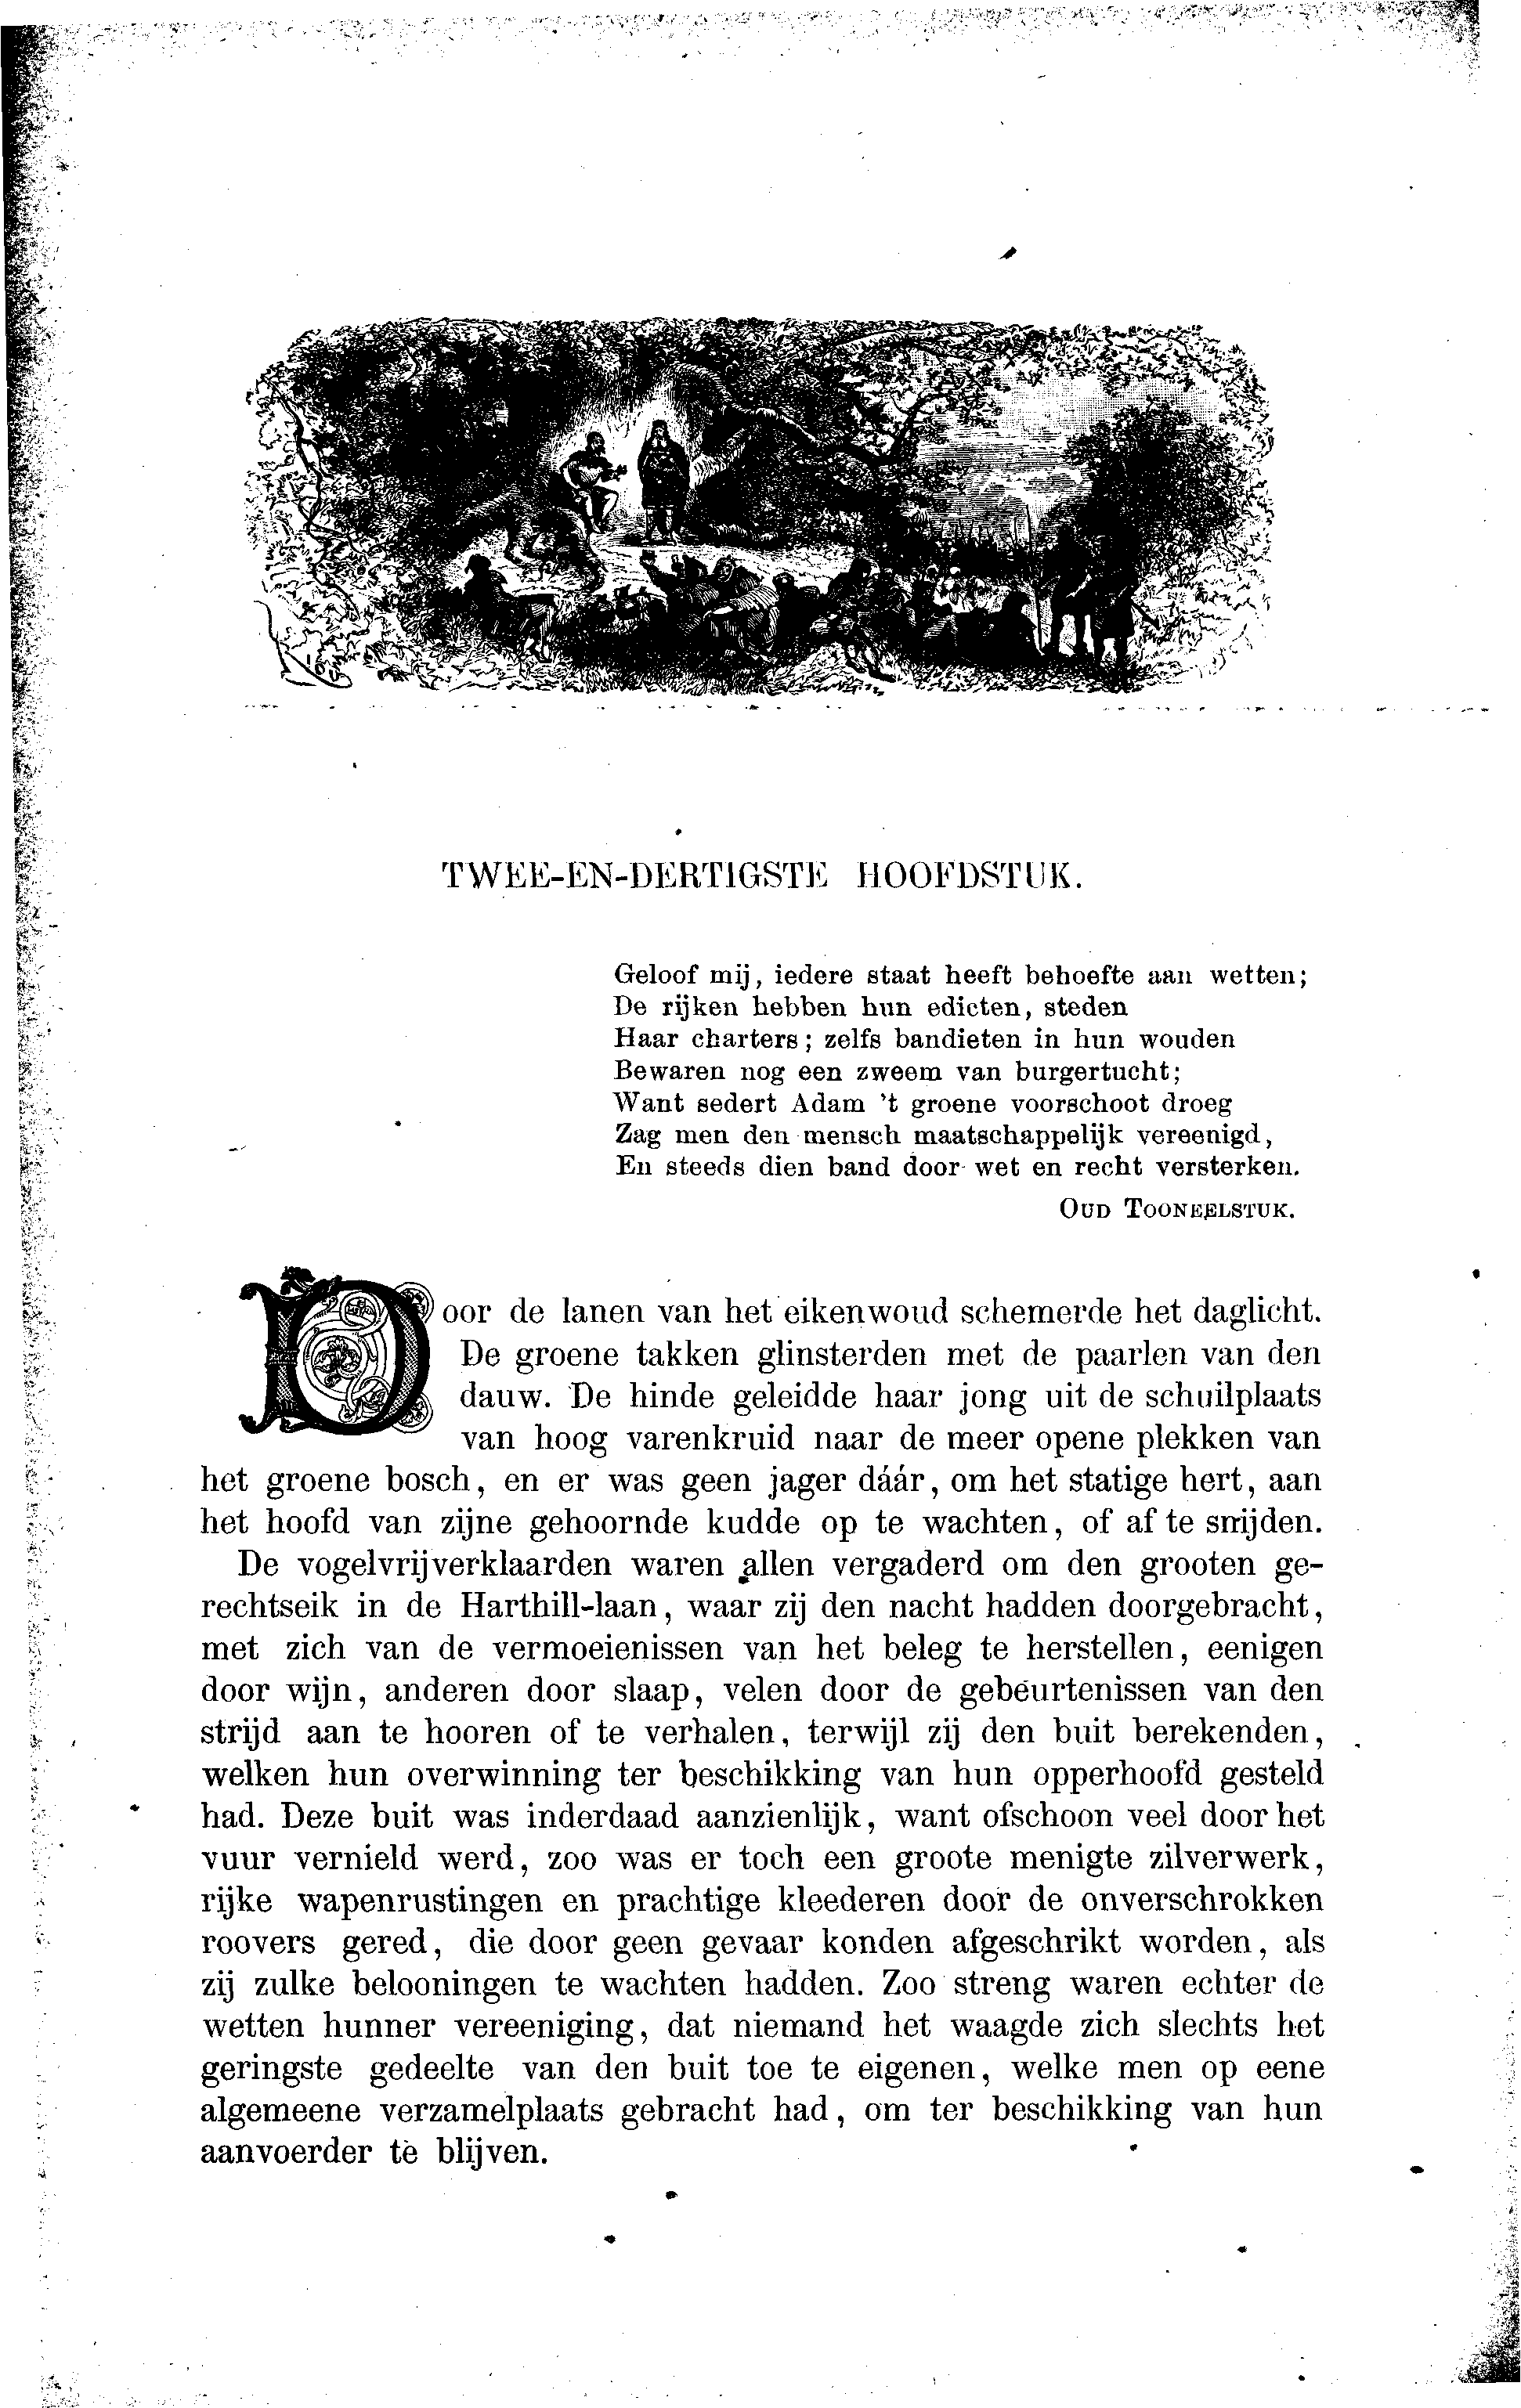 TWEE-EN-DERTIGSTE HOOFDSTUK.
Geloof mij, iedere staat heeft behoefte aan wetten;
De rijken hebben hun edicten, steden
Haar charters; zelfs bandieten in hun wouden
Bewaren nog een zweem van burgertucht;
Want sedert Adam 't groene voorschoot droeg
Zag men den mensch maatschappelijk vereenigd,
En steeds dien band door wet en recht versterken.
OUD TOONEELSTUK.
Door de lanen van het eikenwoud schemerde het daglicht.
De groene takken glinsterden met de paarlen van den
dauw. De hinde geleidde haar jong uit de schuilplaats
van hoog varenkruid naar de meer opene plekken van
het groene bosch, en er was geen jager dáár, om het statige hert, aan
het hoofd van zijne gehoornde kudde op te wachten, of af te snijden.
De vogelvrijverklaarden waren allen vergaderd om den grooten ge-
rechtseik in de Harthill-laan, waar zij den nacht hadden doorgebracht,
met zich van de vermoeienissen van het beleg te herstellen, eenigen
door wijn, anderen door slaap, velen door de gebeurtenissen van den
strijd aan te hooren of te verhalen, terwijl zij den buit berekenden,
welken hun overwinning ter beschikking van hun opperhoofd gesteld
had. Deze buit was inderdaad aanzienlijk, want ofschoon veel door het
vuur vernield werd, zoo was er toch een groote menigte zilverwerk,
rijke wapenrustingen en prachtige kleederen door de onverschrokken
roovers gered, die door geen gevaar konden afgeschrikt worden, als
zij zulke belooningen te wachten hadden. Zoo streng waren echter de
wetten hunner vereeniging, dat niemand het waagde zich slechts het
geringste gedeelte van den buit toe te eigenen, welke men op eene
algemeene verzamelplaats gebracht had, om ter beschikking van hun
aanvoerder te blijven.